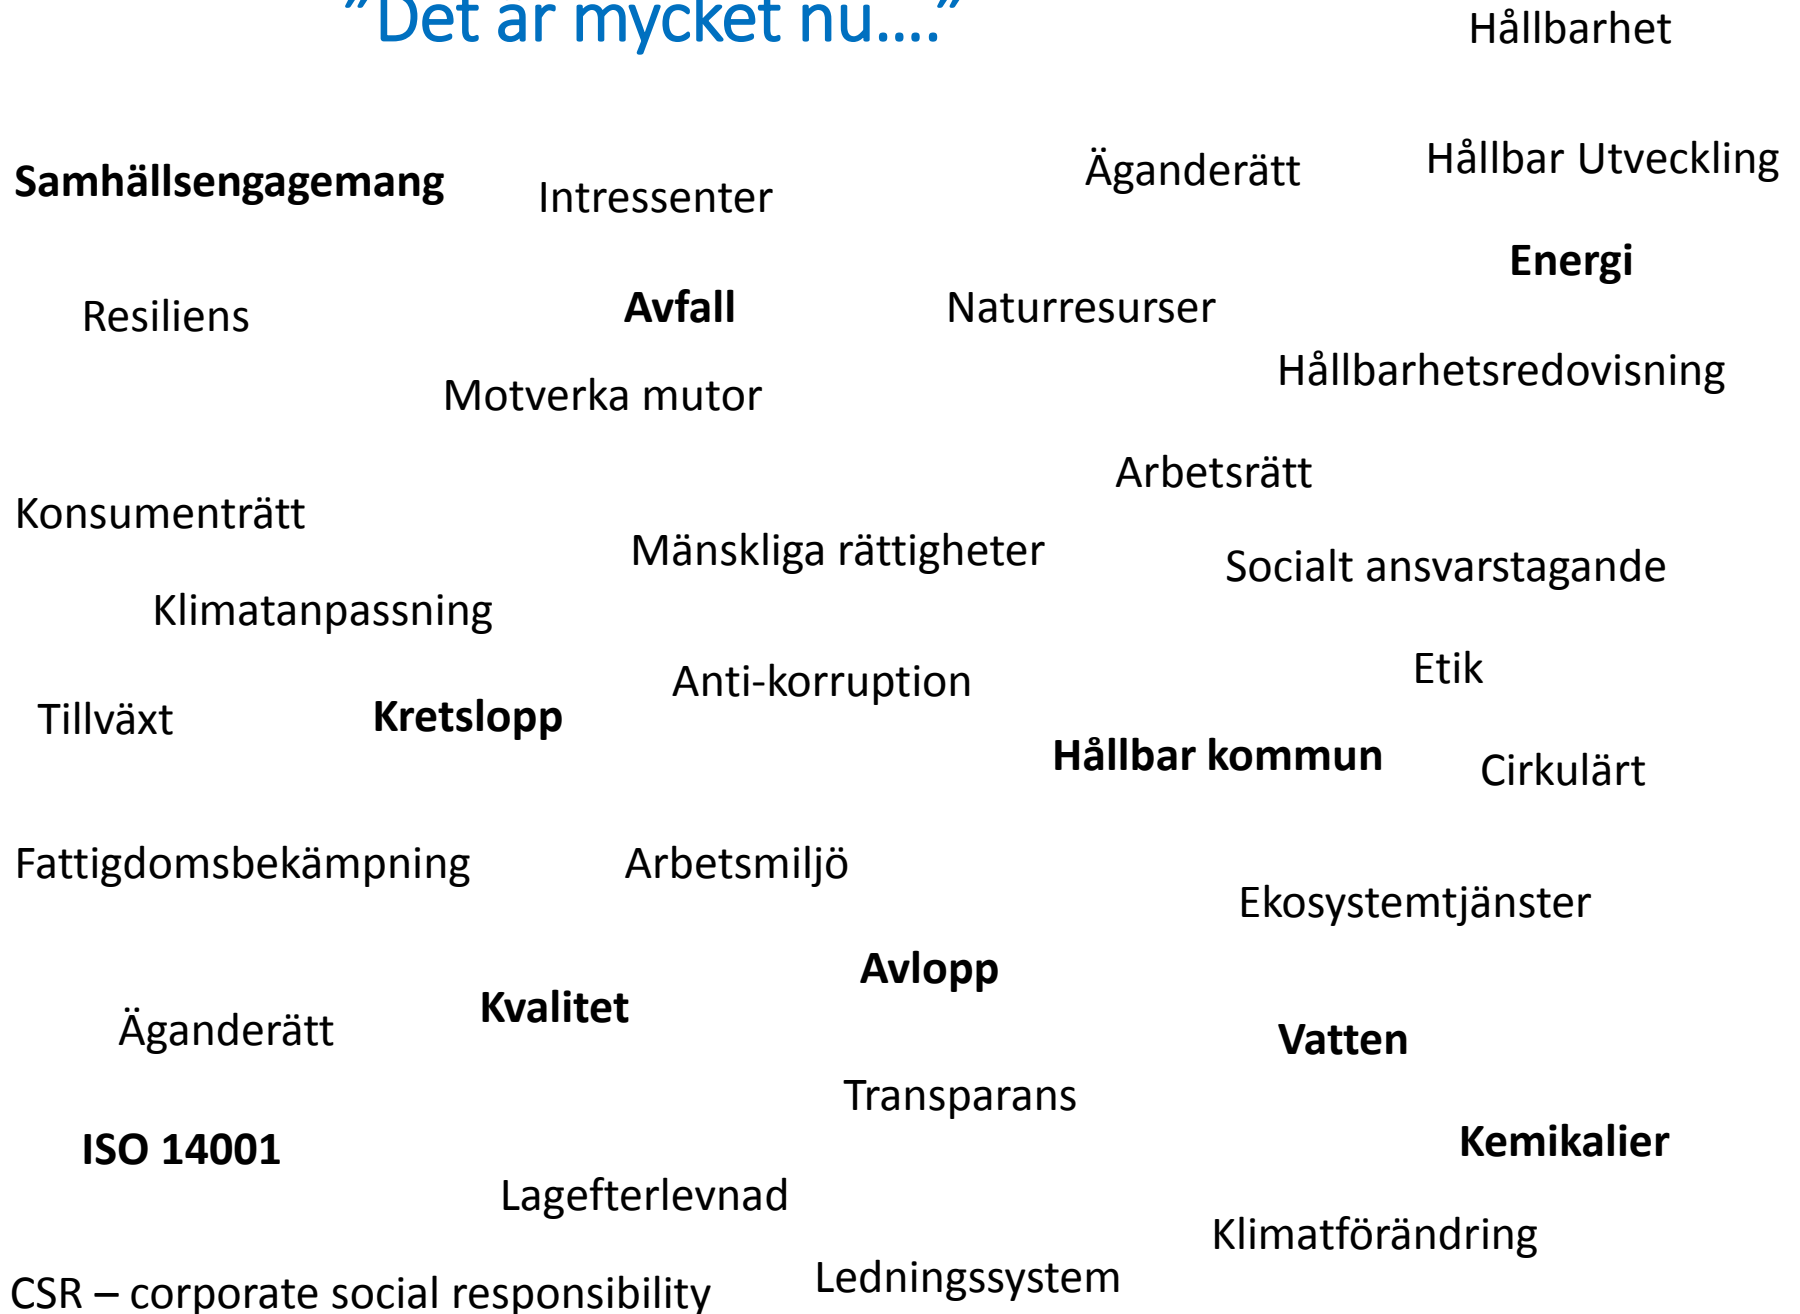 ”Det är mycket nu….”
Hållbarhet
Samhällsengagemang
Intressenter
Äganderätt
Hållbar Utveckling
Energi
Resiliens
Avfall
Naturresurser
Hållbarhetsredovisning
Motverka mutor
Arbetsrätt
Konsumenträtt
Mänskliga rättigheter
Socialt ansvarstagande
Klimatanpassning
Anti-korruption
Etik
Tillväxt
Kretslopp
Hållbar kommun
Cirkulärt
Fattigdomsbekämpning
Arbetsmiljö
Ekosystemtjänster
Avlopp
Kvalitet
Äganderätt
Vatten
Transparans
ISO 14001
Kemikalier
Lagefterlevnad
Klimatförändring
Ledningssystem
CSR – corporate social responsibility